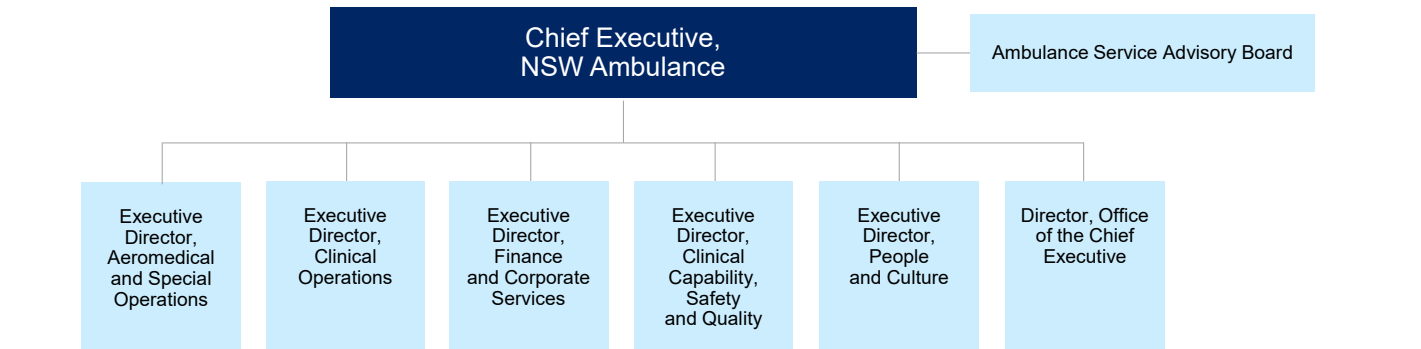 Chief Executive,
NSW Ambulance
Ambulance Service Advisory Board
Executive
Director,
Aeromedical
and Special
Operations
Executive
Director,
Clinical
Operations
Executive
Director,
Finance
and Corporate
Services
Executive
Director,
Clinical
Capability,
Safety
and Quality
Executive
Director,
People
and Culture
Director, Office
of the Chief
Executive